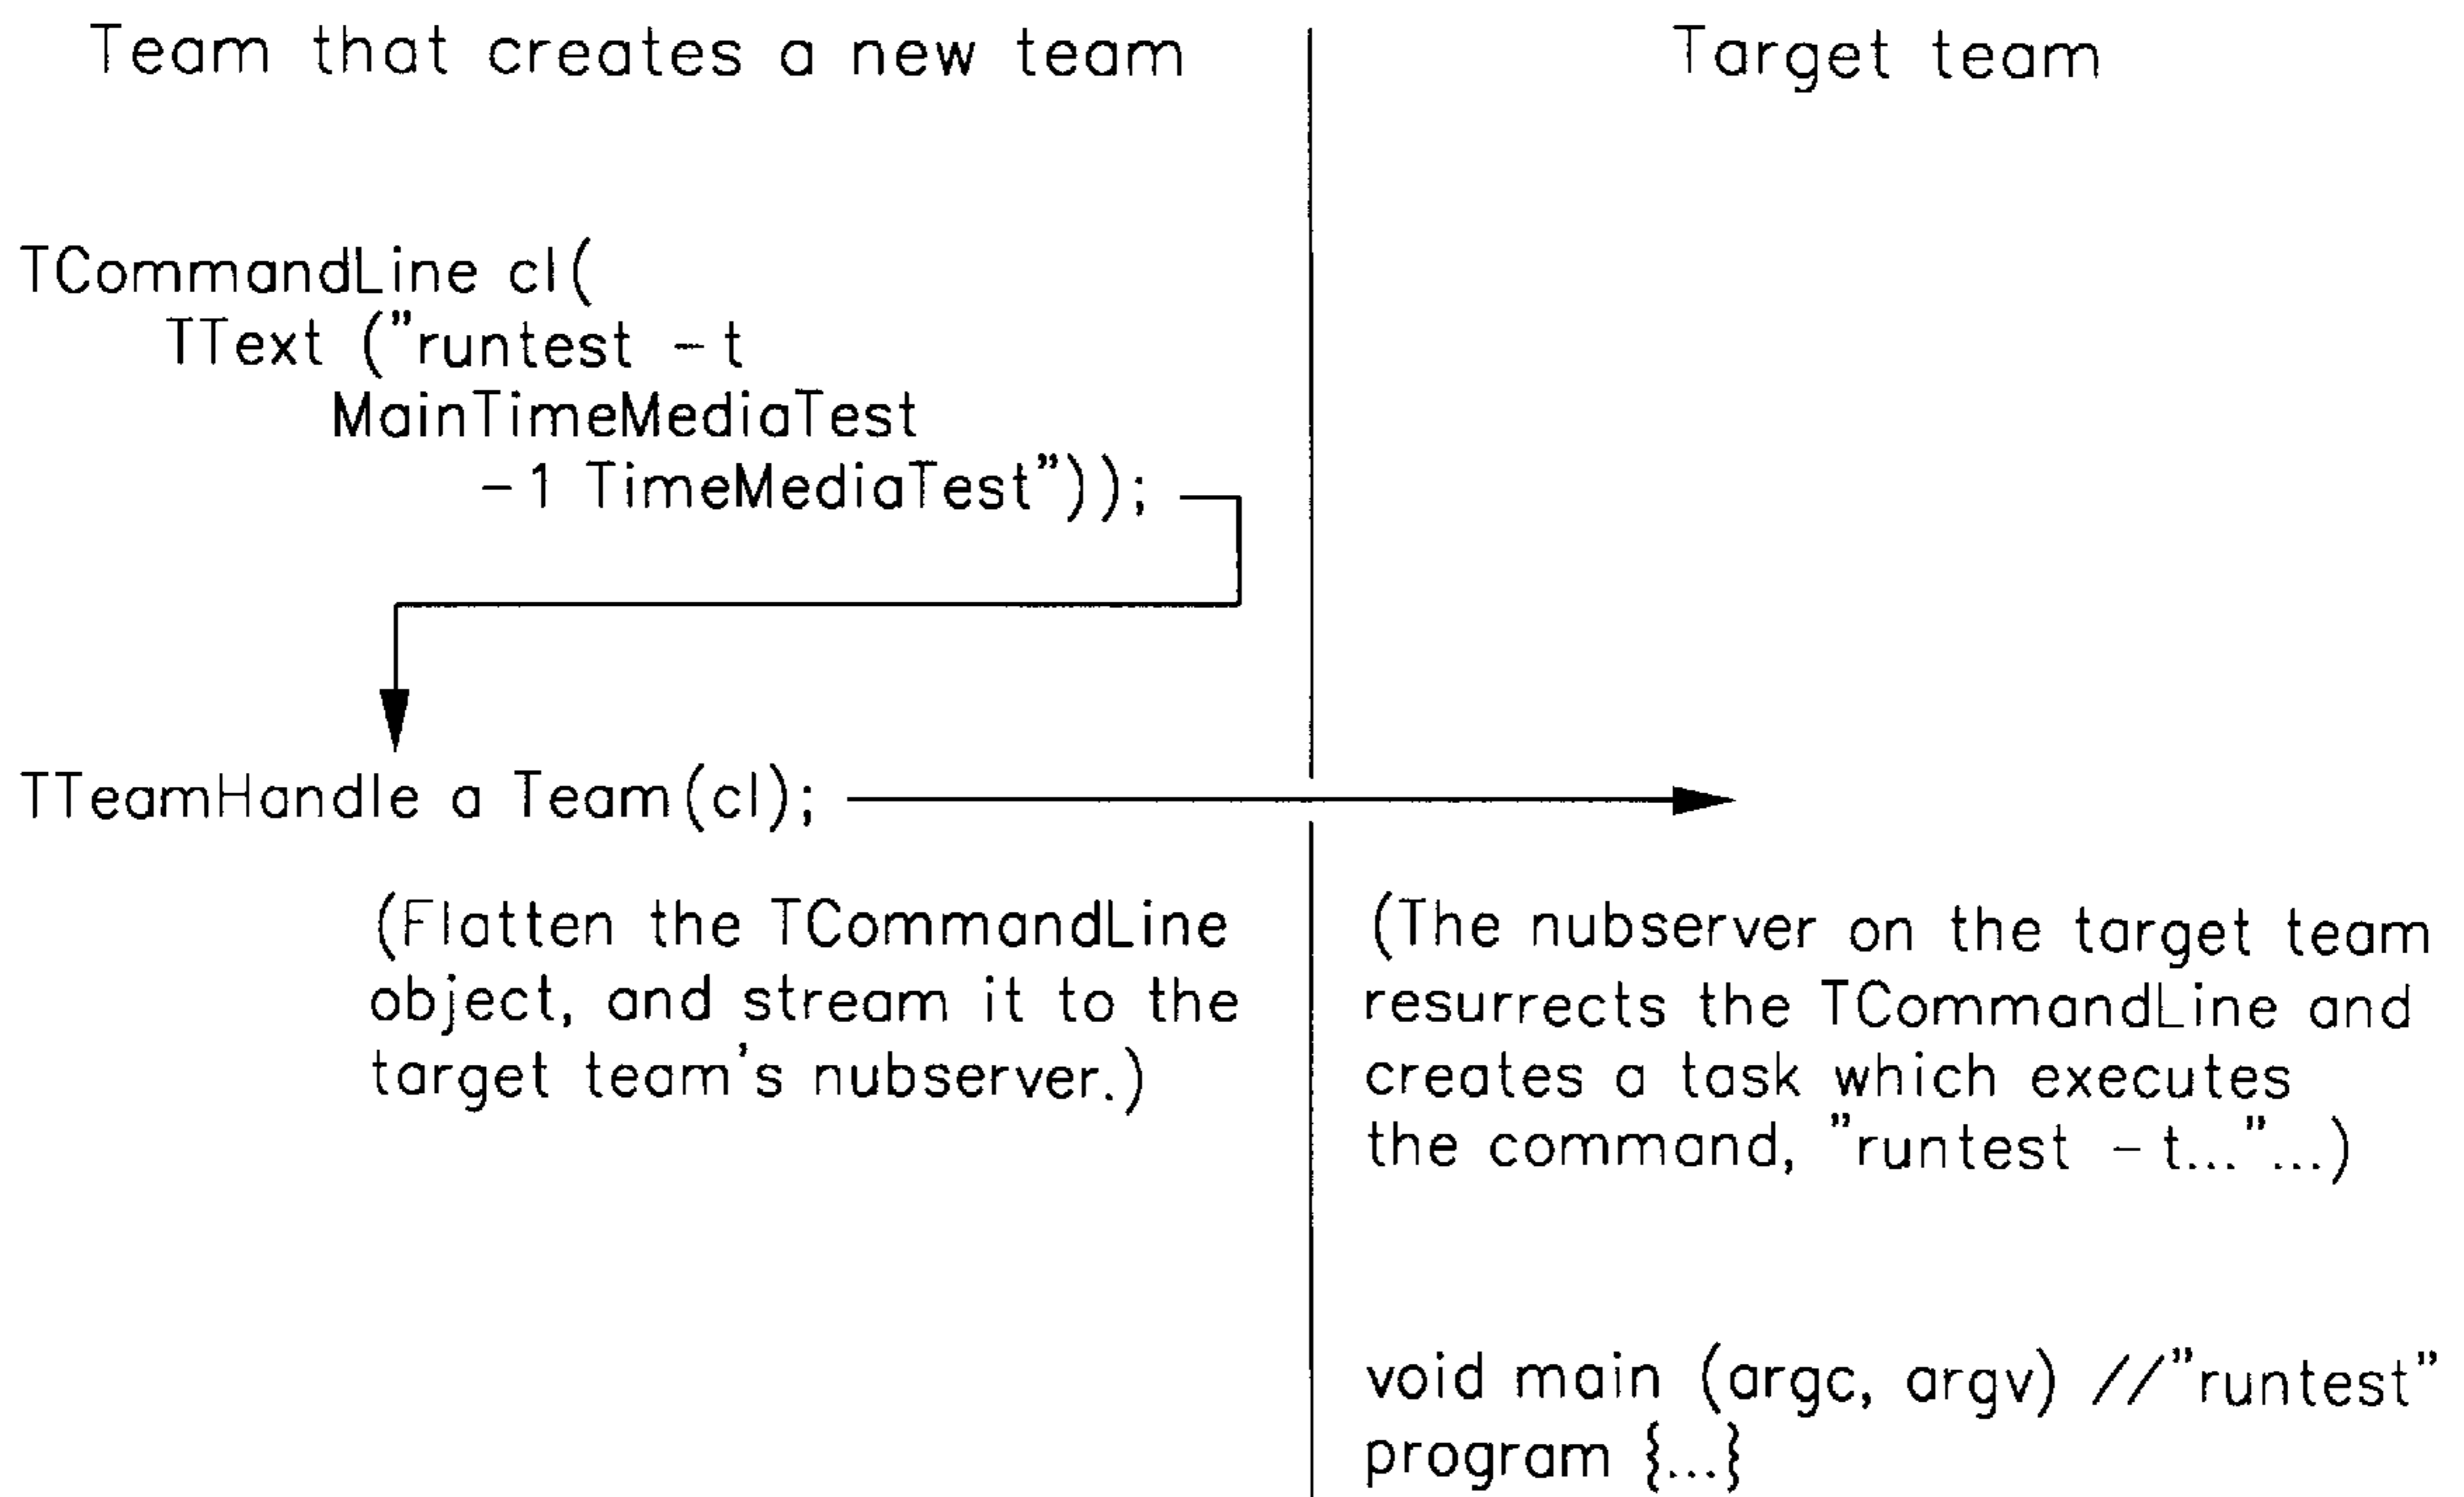 Team that creates a new team
Target team
TCommandLine cl(
TText ("runtest -t
MainTimeMediaTest
-1 TimeMediaTest"));
TTeamHandle a Team(cl);
(Flatten the TCommandLine
object, and stream it to the
target team's nubserver.)
(The nubserver on the target team
resurrects the TCommandLine and
creates a task which executes
the command, "runtest -t..."...)
void main (argc, argv) //"runtest"
program {...}